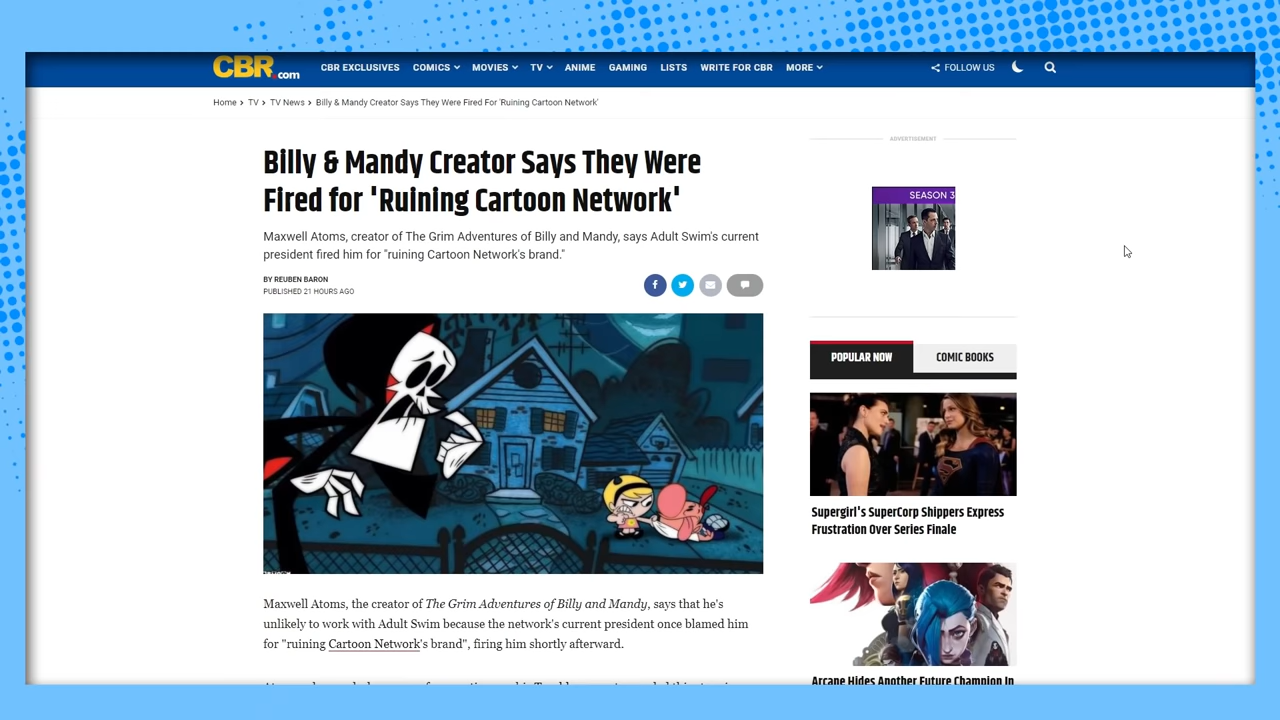 CBR.com
CBR EXCLUSIVES COMICS MOVIES TV ANIME GAMING LISTS WRITE FOR CBR MORE FOLLOW US
Home > TV > TV News > Billy & Mandy Creator Says They Were Fired For 'Ruining Cartoon Network'
Billy & Mandy Creator Says They Were
Fired for 'Ruining Cartoon Network'
Maxwell Atoms, creator of The Grim Adventures of Billy and Mandy, says Adult Swim's current
president fired him for "ruining Cartoon Network's brand."
BY REUBEN BARON
PUBLISHED 21 HOURS AGO
Maxwell Atoms, the creator of The Grim Adventures of Billy and Mandy, says that he's
unlikely to work with Adult Swim because the network's current president once blamed him
for "ruining Cartoon Network's brand", firing him shortly afterward.
ADVERTISEMENT
SEASON 3
POPULAR NOW COMIC BOOKS
Supergirl's SuperCorp Shippers Express
Frustration Over Series Finale
Arcane Hides Another Future Champion In